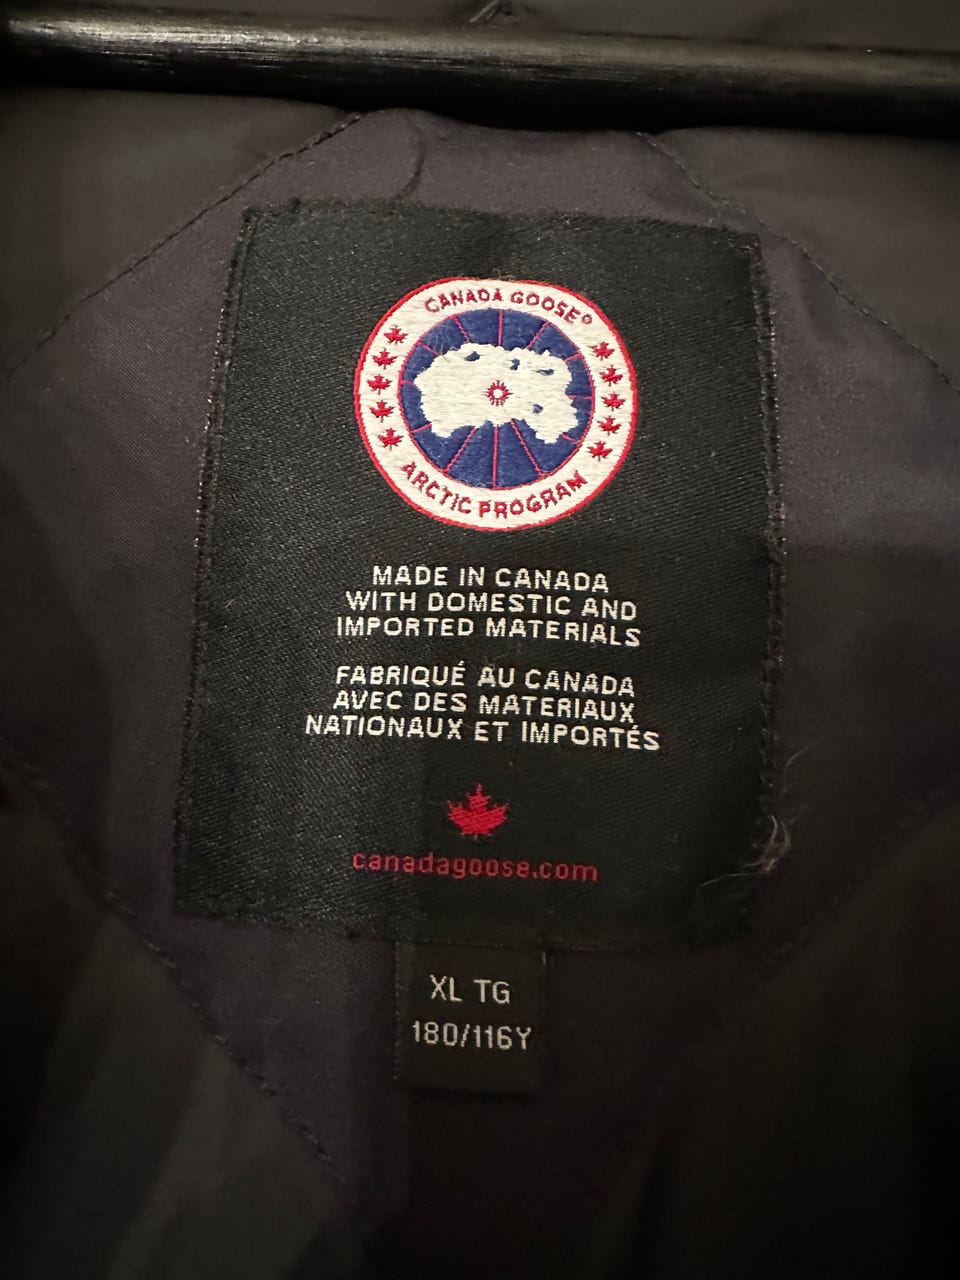 CANADA GOOSE®
ARCTIC PROGRAM
MADE IN CANADA
WITH DOMESTIC AND
IMPORTED MATERIALS
FABRIQUÉ AU CANADA
AVEC DES MATERIAUX
NATIONAUX ET IMPORTÉS
canadagoose.com
XL TG
180/116Y